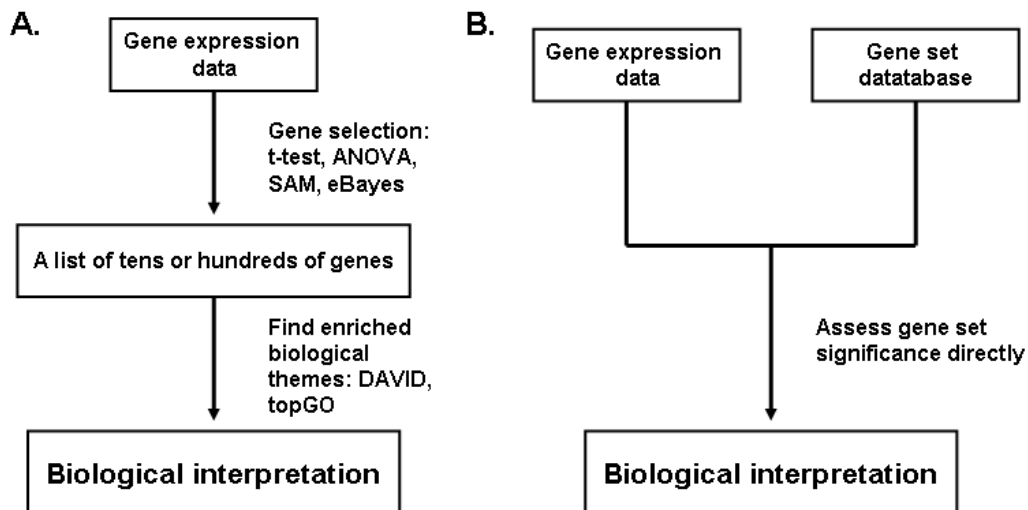 A.
Gene expression
data
Gene selection:
t-test, ANOVA,
SAM, eBayes
A list of tens or hundreds of genes
Find enriched
biological
themes: DAVID,
topGO
Biological interpretation
B.
Gene expression
data
Gene set
datatabase
Assess gene set
significance directly
Biological interpretation